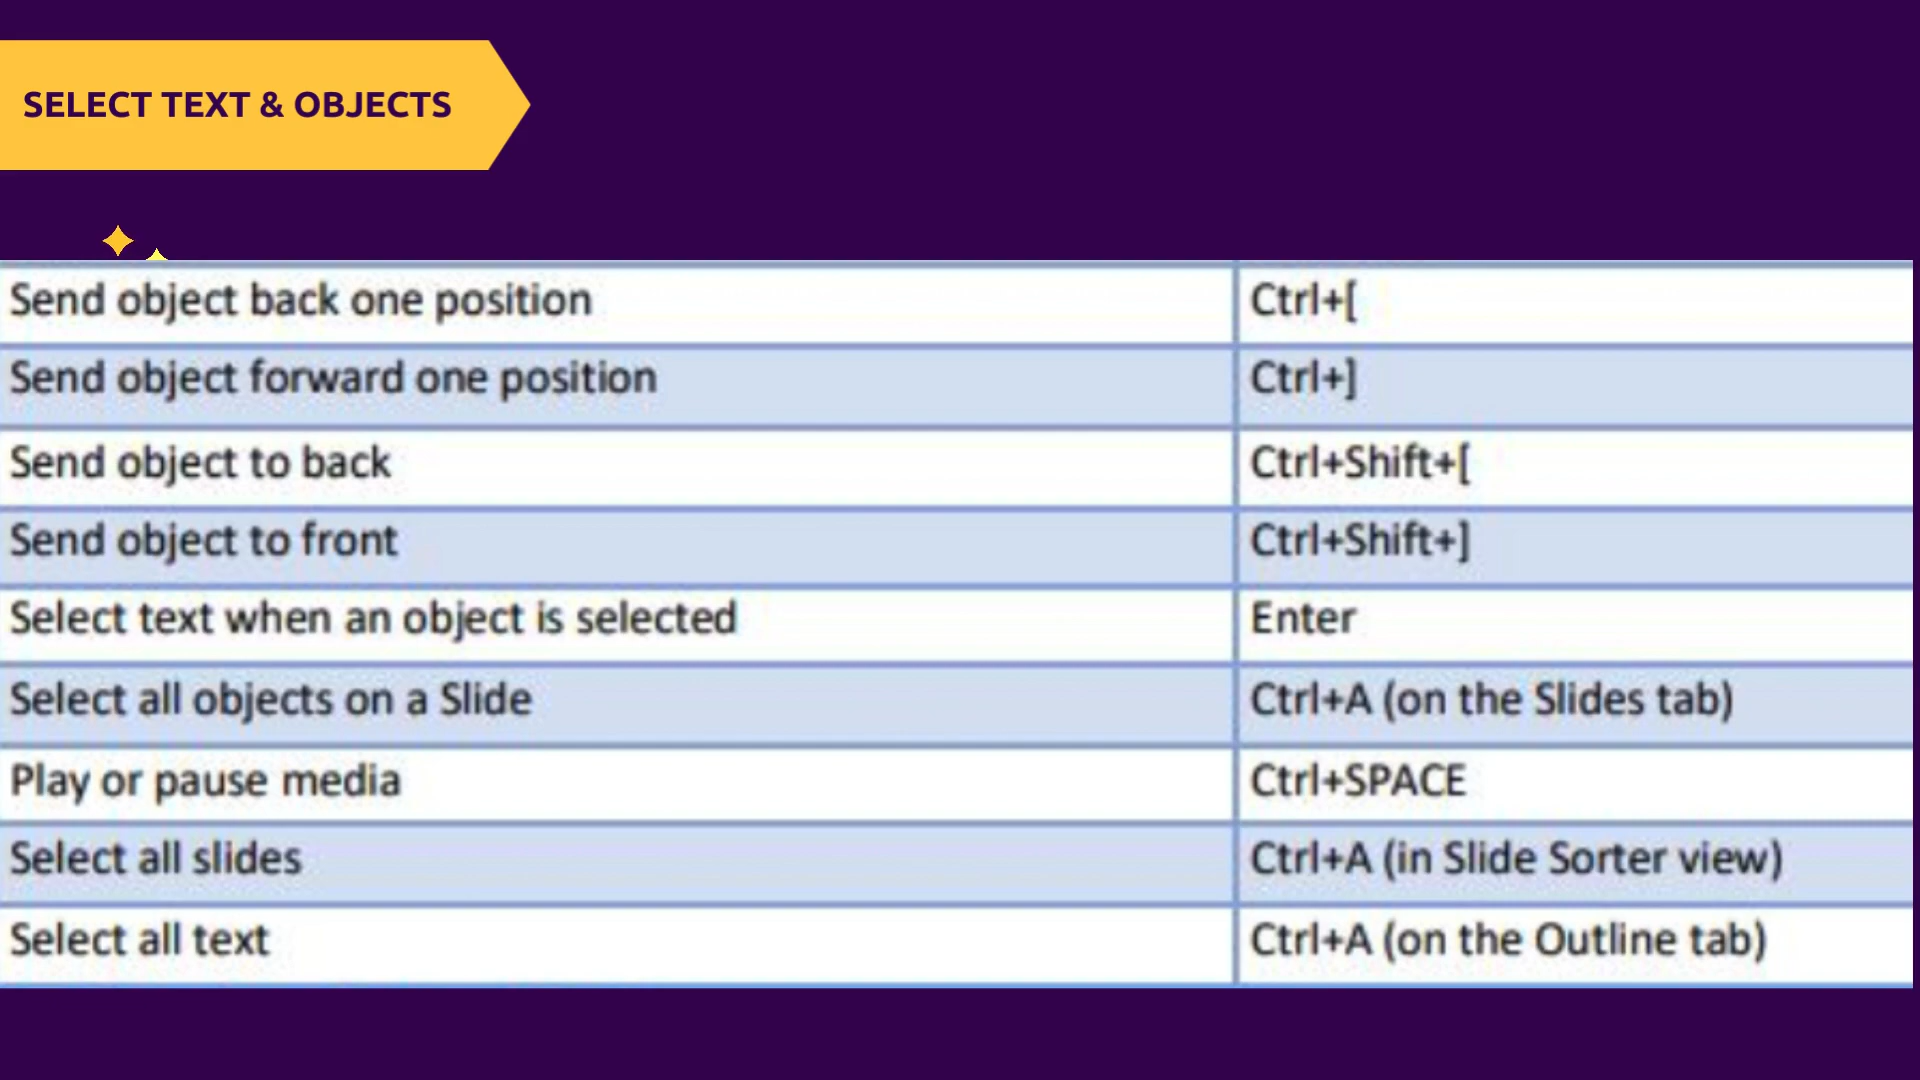 SELECT TEXT & OBJECTS
Send object back one position Ctrl+[
Send object forward one position Ctrl+]
Send object to back Ctrl+Shift+[
Send object to front Ctrl+Shift+]
Select text when an object is selected Enter
Select all objects on a Slide Ctrl+A (on the Slides tab)
Play or pause media Ctrl+SPACE
Select all slides Ctrl+A (in Slide Sorter view)
Select all text Ctrl+A (on the Outline tab)